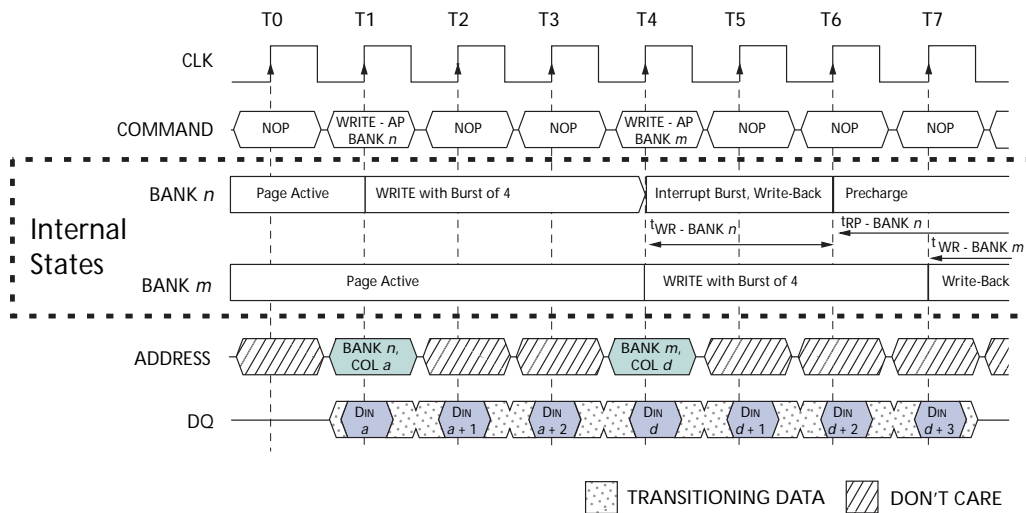 T0 T1 T2 T3 T4 T5 T6 T7
CLK
COMMAND NOP WRITE - AP NOP NOP WRITE - AP NOP NOP NOP
BANK n BANK m
BANK n Page Active WRITE with Burst of 4 Interrupt Burst, Write-Back Precharge
Internal
States
tWR - BANK n tRP - BANK n
tWR - BANK m
BANK m Page Active WRITE with Burst of 4 Write-Back
ADDRESS BANK n, BANK m,
COL a COL d
DQ DIN DIN DIN DIN DIN DIN DIN
a a + 1 a + 2 d d + 1 d + 2 d + 3
TRANSITIONING DATA DON'T CARE